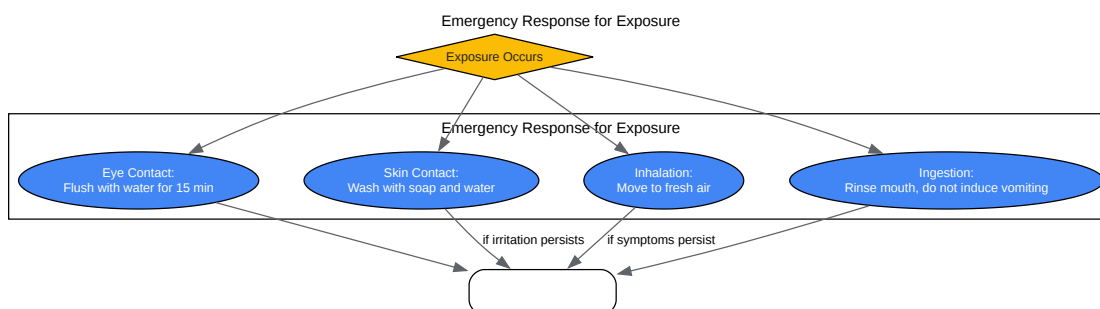 Emergency Response for Exposure
Exposure Occurs
Emergency Response for Exposure
Eye Contact:
Flush with water for 15 min
Skin Contact:
Wash with soap and water
Inhalation:
Move to fresh air
Ingestion:
Rinse mouth, do not induce vomiting
if irritation persists
if symptoms persist